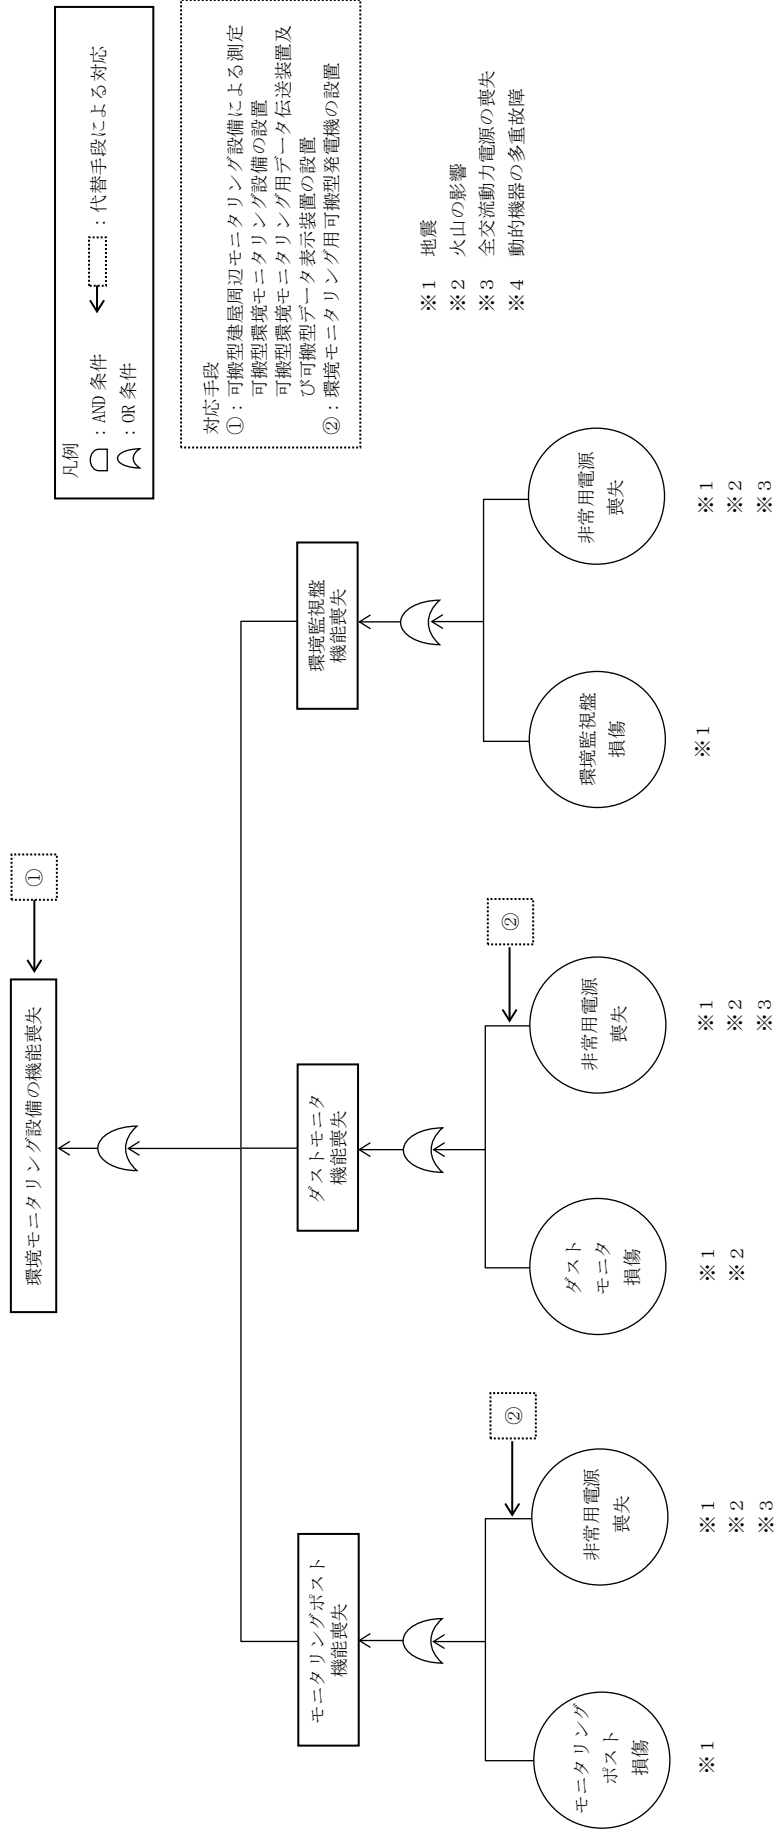 環境モニタリング設備の機能喪失
①
凡例
：AND 条件
：OR 条件
：代替手段による対応
対応手段
①：可搬型建屋周辺モニタリング設備による測定
可搬型環境モニタリング設備の設置
可搬型環境モニタリング用データ伝送装置及
び可搬型データ表示装置の設置
②：環境モニタリング用可搬型発電機の設置
モニタリングポスト
機能喪失
ダストモニタ
機能喪失
環境監視盤
機能喪失
※1 地震
※2 火山の影響
※3 全交流動力電源の喪失
※4 動的機器の多重故障
②
②
モニタリング
ポスト
損傷
非常用電源
喪失
ダスト
モニタ
損傷
非常用電源
喪失
環境監視盤
損傷
非常用電源
喪失
※1
※1
※2
※3
※1
※2
※1
※2
※3
※1
※1
※2
※3